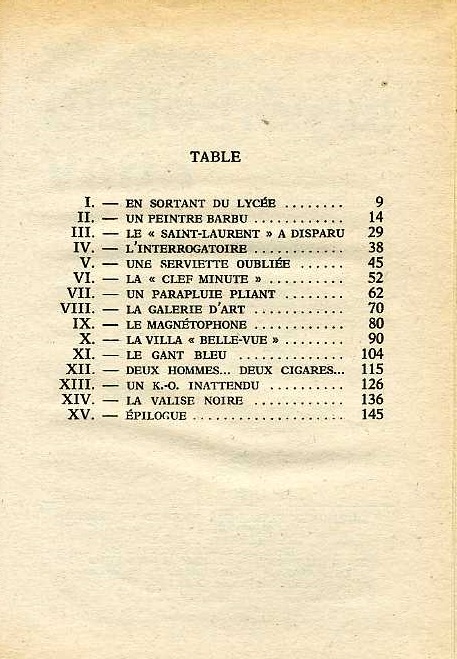 TABLE
I. — EN SORTANT DU LYCÉE ........ 9
II. — UN PEINTRE BARBU ............ 14
III. — LE « SAINT-LAURENT » A DISPARU 29
IV. — L'INTERROGATOIRE ............. 38
V. — UNE SERVIETTE OUBLIÉE ...... 45
VI. — LA « CLEF MINUTE » .......... 52
VII. — UN PARAPLUIE PLIANT ........ 62
VIII. — LA GALERIE D'ART ............ 70
IX. — LE MAGNÉTOPHONE ............ 80
X. — LA VILLA « BELLE-VUE » ........ 90
XI. — LE GANT BLEU ............... 104
XII. — DEUX HOMMES... DEUX CIGARES... 115
XIII. — UN K.-O. INATTENDU .......... 126
XIV. — LA VALISE NOIRE ............ 136
XV. — ÉPILOGUE .................... 145